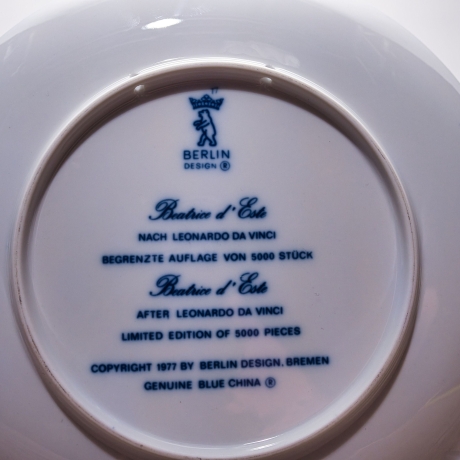 77
BERLIN
DESIGN ®
Beatrice d'Este
NACH LEONARDO DA VINCI
BEGRENZTE AUFLAGE VON 5000 STÜCK
Beatrice d'Este
AFTER LEONARDO DA VINCI
LIMITED EDITION OF 5000 PIECES
COPYRIGHT 1977 BY BERLIN DESIGN. BREMEN
GENUINE BLUE CHINA ®